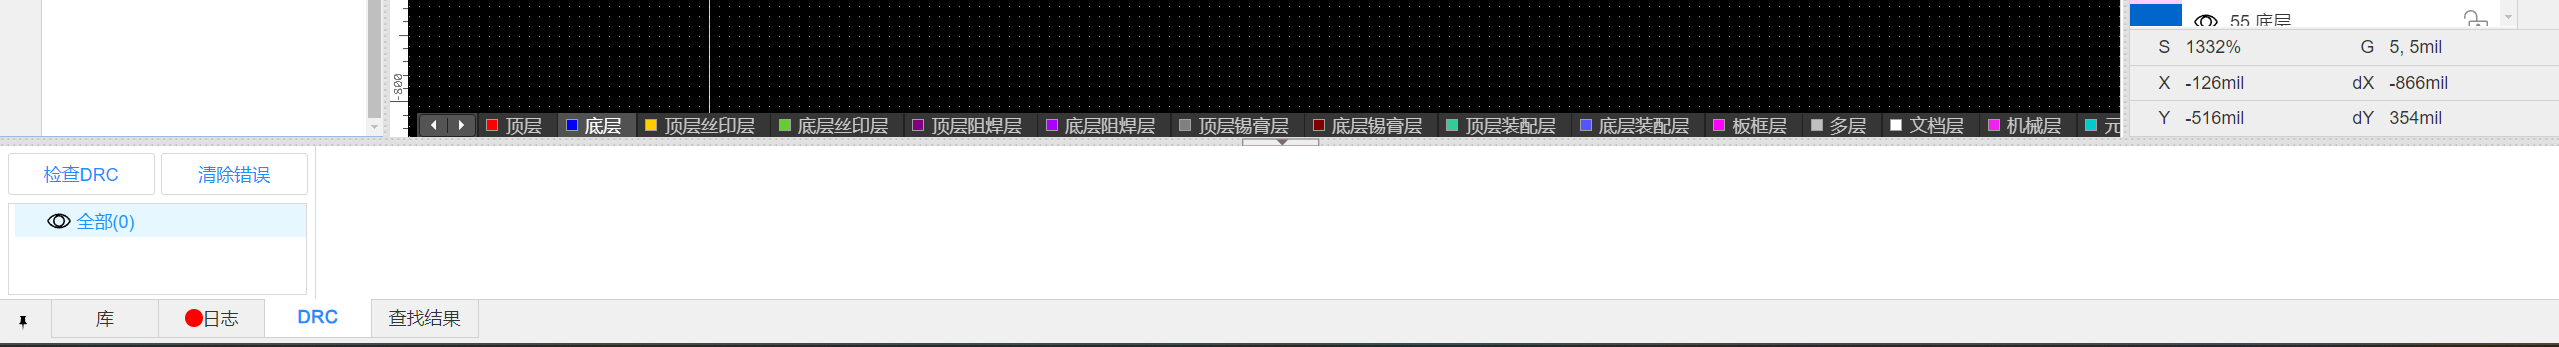 55 底层
S 1332% G 5, 5mil
-800
X -126mil dX -866mil
Y -516mil dY 354mil
顶层 底层 顶层丝印层 底层丝印层 顶层阻焊层 底层阻焊层 顶层锡膏层 底层锡膏层 顶层装配层 底层装配层 板框层 多层 文档层 机械层 元
检查DRC 清除错误
全部(0)
库 日志 DRC 查找结果